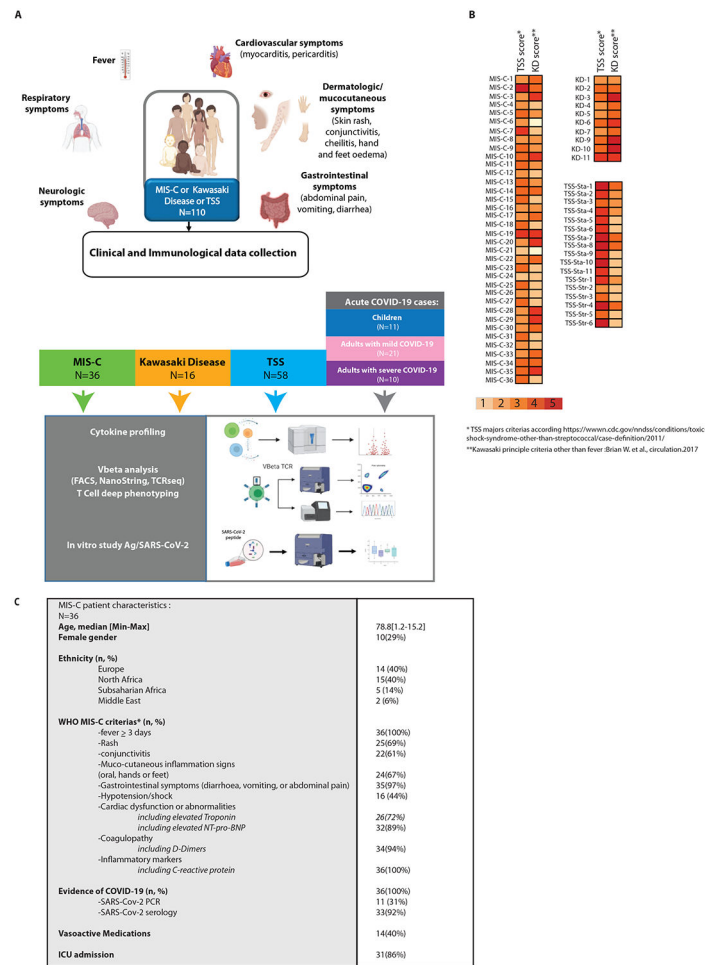 A
Fever
Cardiovascular symptoms
(myocarditis, pericarditis)
Respiratory
symptoms
Dermatologic/
mucocutaneous
symptoms
(Skin rash,
conjunctivitis,
cheilitis, hand
and feet oedema)
Neurologic
symptoms
MIS-C or Kawasaki
Disease or TSS
N=110
Gastrointestinal
symptoms
(abdominal pain,
vomiting, diarrhea)
Clinical and Immunological data collection
Acute COVID-19 cases:
Children
(N=11)
Adults with mild COVID-19
(N=21)
Adults with severe COVID-19
(N=10)
MIS-C
N=36
Kawasaki Disease
N=16
TSS
N=58
Cytokine profiling
Vbeta analysis
(FACS, NanoString, TCRseq)
T Cell deep phenotyping
In vitro study Ag/SARS-CoV-2
VBeta TCR
SARS-CoV-2
peptide
B
TSS score*
KD score**
MIS-C-1
MIS-C-2
MIS-C-3
MIS-C-4
MIS-C-5
MIS-C-6
MIS-C-7
MIS-C-8
MIS-C-9
MIS-C-10
MIS-C-11
MIS-C-12
MIS-C-13
MIS-C-14
MIS-C-15
MIS-C-16
MIS-C-17
MIS-C-18
MIS-C-19
MIS-C-20
MIS-C-21
MIS-C-22
MIS-C-23
MIS-C-24
MIS-C-25
MIS-C-26
MIS-C-27
MIS-C-28
MIS-C-29
MIS-C-30
MIS-C-31
MIS-C-32
MIS-C-33
MIS-C-34
MIS-C-35
MIS-C-36
TSS score*
KD score**
KD-1
KD-2
KD-3
KD-4
KD-5
KD-6
KD-7
KD-9
KD-10
KD-11
TSS-Sta-1
TSS-Sta-2
TSS-Sta-3
TSS-Sta-4
TSS-Sta-5
TSS-Sta-6
TSS-Sta-7
TSS-Sta-8
TSS-Sta-9
TSS-Sta-10
TSS-Sta-11
TSS-Str-1
TSS-Str-2
TSS-Str-3
TSS-Str-4
TSS-Str-5
TSS-Str-6
1 2 3 4 5
* TSS majors criterias according https://wwwn.cdc.gov/nndss/conditions/toxic
shock-syndrome-other-than-streptococcal/case-definition/2011/
**Kawasaki principle criteria other than fever :Brian W. et al., circulation.2017
C
MIS-C patient characteristics :
N=36
Age, median [Min-Max] 78.8[1.2-15.2]
Female gender 10(29%)
Ethnicity (n, %)
Europe 14 (40%)
North Africa 15(40%)
Subsaharian Africa 5 (14%)
Middle East 2 (6%)
WHO MIS-C criterias* (n, %)
-fever ≥ 3 days 36(100%)
-Rash 25(69%)
-conjunctivitis 22(61%)
-Muco-cutaneous inflammation signs
(oral, hands or feet) 24(67%)
-Gastrointestinal symptoms (diarrhoea, vomiting, or abdominal pain) 35(97%)
-Hypotension/shock 16 (44%)
-Cardiac dysfunction or abnormalities
including elevated Troponin 26(72%)
including elevated NT-pro-BNP 32(89%)
-Coagulopathy
including D-Dimers 34(94%)
-Inflammatory markers
including C-reactive protein 36(100%)
Evidence of COVID-19 (n, %) 36(100%)
-SARS-Cov-2 PCR 11 (31%)
-SARS-Cov-2 serology 33(92%)
Vasoactive Medications 14(40%)
ICU admission 31(86%)